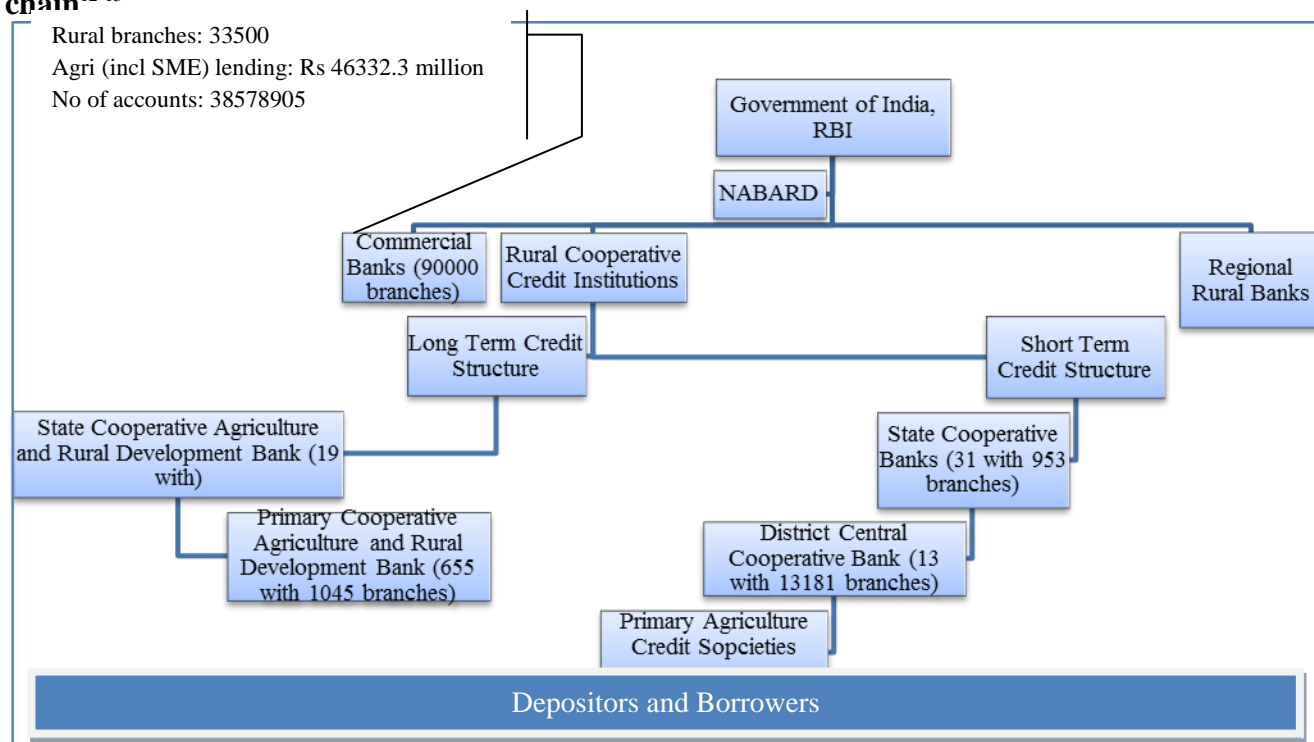 chain
Rural branches: 33500
Agri (incl SME) lending: Rs 46332.3 million
No of accounts: 38578905
Government of India,
RBI
NABARD
Commercial
Banks (90000
branches)
Rural Cooperative
Credit Institutions
Regional
Rural Banks
Long Term Credit
Structure
Short Term
Credit Structure
State Cooperative Agriculture
and Rural Development Bank (19
with)
State Cooperative
Banks (31 with 953
branches)
Primary Cooperative
Agriculture and Rural
Development Bank (655
with 1045 branches)
District Central
Cooperative Bank (13
with 13181 branches)
Primary Agriculture
Credit Sopcieties
Depositors and Borrowers